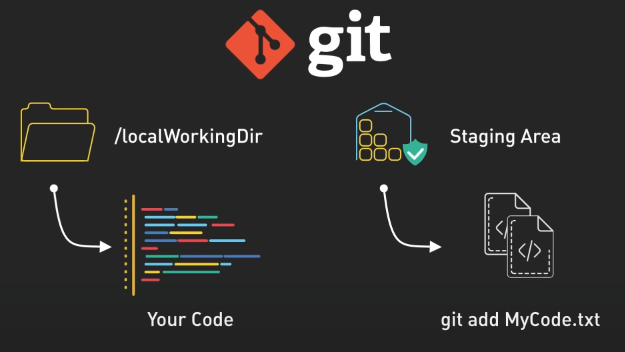 git
/localWorkingDir
Staging Area
</>
</>
Your Code
git add MyCode.txt